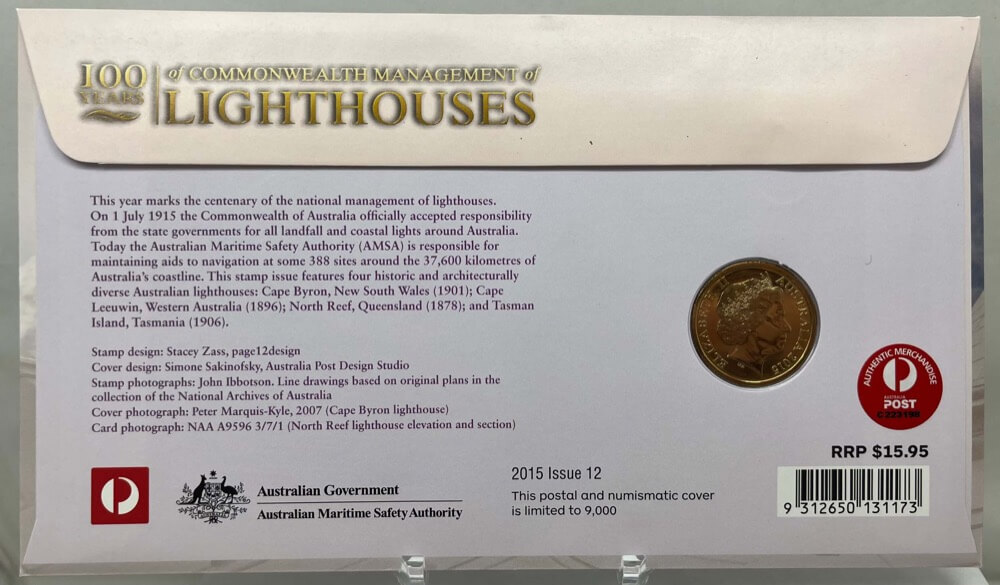 100 YEARS
of COMMONWEALTH MANAGEMENT of
LIGHTHOUSES
This year marks the centenary of the national management of lighthouses.
On 1 July 1915 the Commonwealth of Australia officially accepted responsibility
from the state governments for all landfall and coastal lights around Australia.
Today the Australian Maritime Safety Authority (AMSA) is responsible for
maintaining aids to navigation at some 388 sites around the 37,600 kilometres of
Australia's coastline. This stamp issue features four historic and architecturally
diverse Australian lighthouses: Cape Byron, New South Wales (1901); Cape
Leeuwin, Western Australia (1896); North Reef, Queensland (1878); and Tasman
Island, Tasmania (1906).
Stamp design: Stacey Zass, page12design
Cover design: Simone Sakinofsky, Australia Post Design Studio
Stamp photographs: John Ibbotson. Line drawings based on original plans in the
collection of the National Archives of Australia
Cover photograph: Peter Marquis-Kyle, 2007 (Cape Byron lighthouse)
Card photograph: NAA A9596 3/7/1 (North Reef lighthouse elevation and section)
ELIZABETH II AUSTRALIA 2015
AUTHENTIC MERCHANDISE
AUSTRALIA
POST
C223198
RRP $15.95
9 312650 131173
Australian Government
Australian Maritime Safety Authority
2015 Issue 12
This postal and numismatic cover
is limited to 9,000